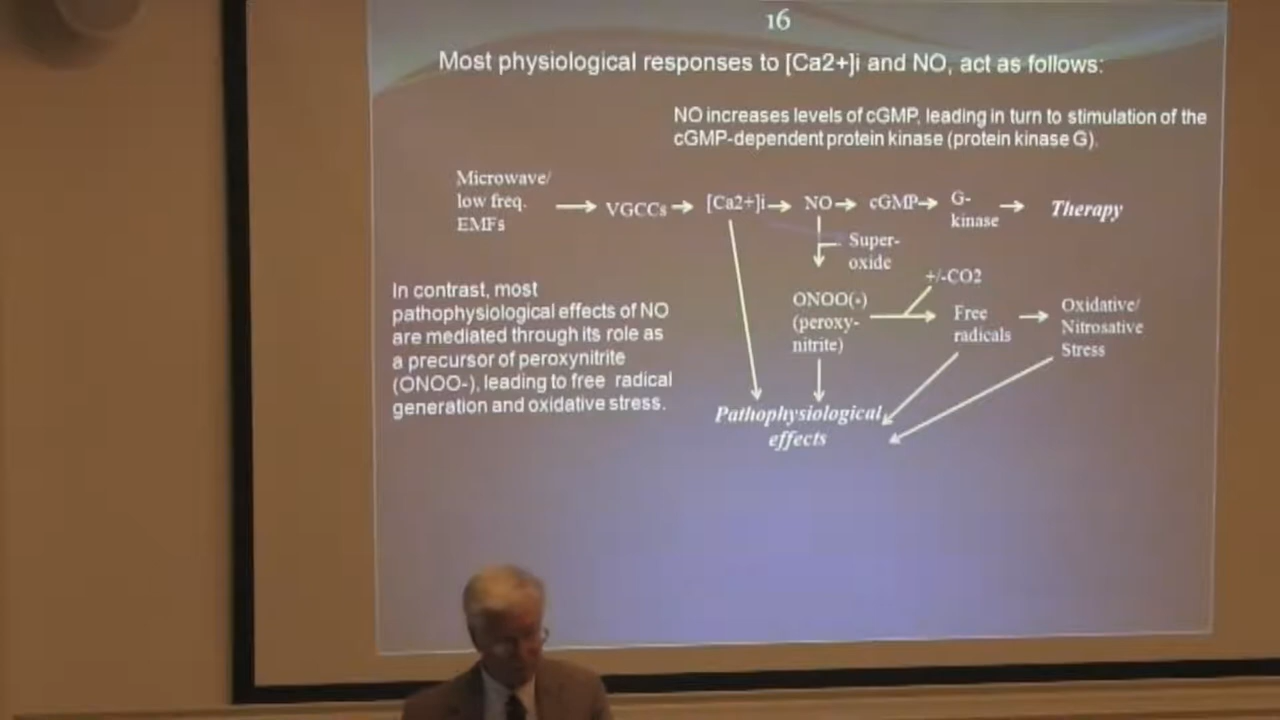 16
Most physiological responses to [Ca2+]i and NO, act as follows:
NO increases levels of cGMP, leading in turn to stimulation of the
cGMP-dependent protein kinase (protein kinase G).
Microwave/
low freq.
EMFs
VGCCs
[Ca2+]i
NO
cGMP
G-
kinase
Therapy
Super-
oxide
+/-CO2
ONOO(-)
(peroxy-
nitrite)
Free
radicals
Oxidative/
Nitrosative
Stress
In contrast, most
pathophysiological effects of NO
are mediated through its role as
a precursor of peroxynitrite
(ONOO-), leading to free radical
generation and oxidative stress.
Pathophysiological
effects